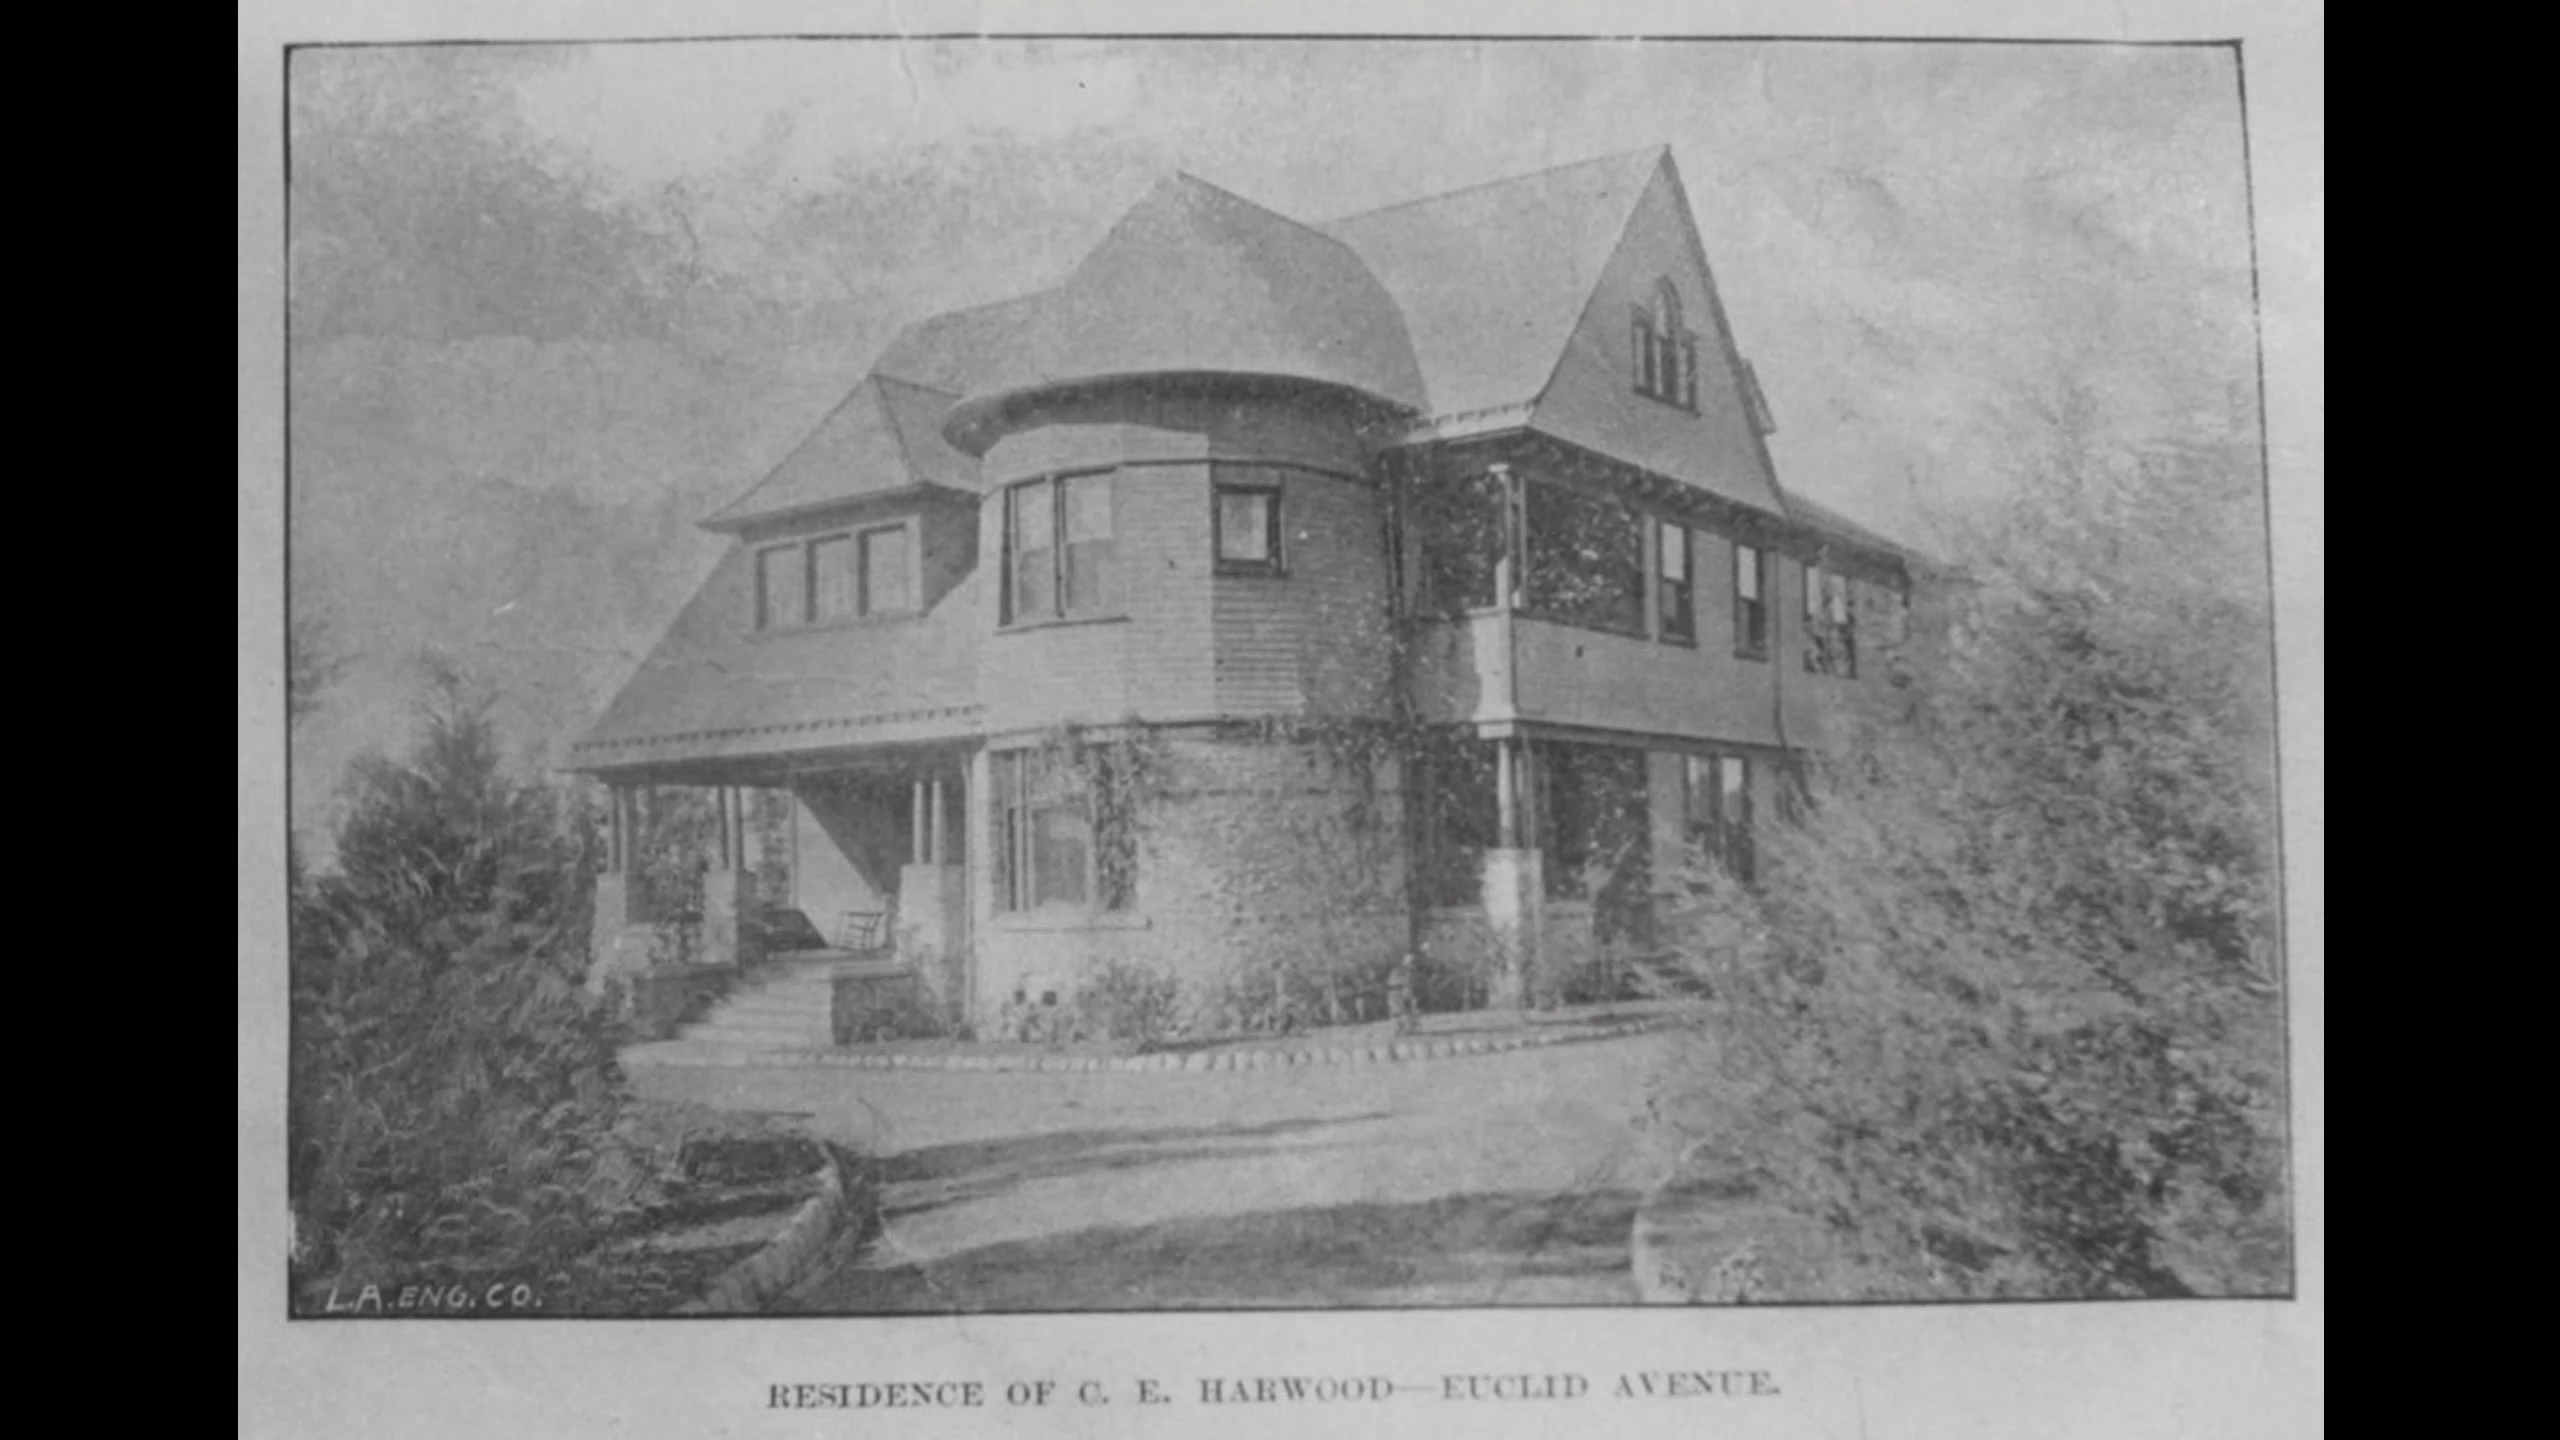 L.A. ENG. CO.
RESIDENCE OF C. E. HARWOOD—EUCLID AVENUE.